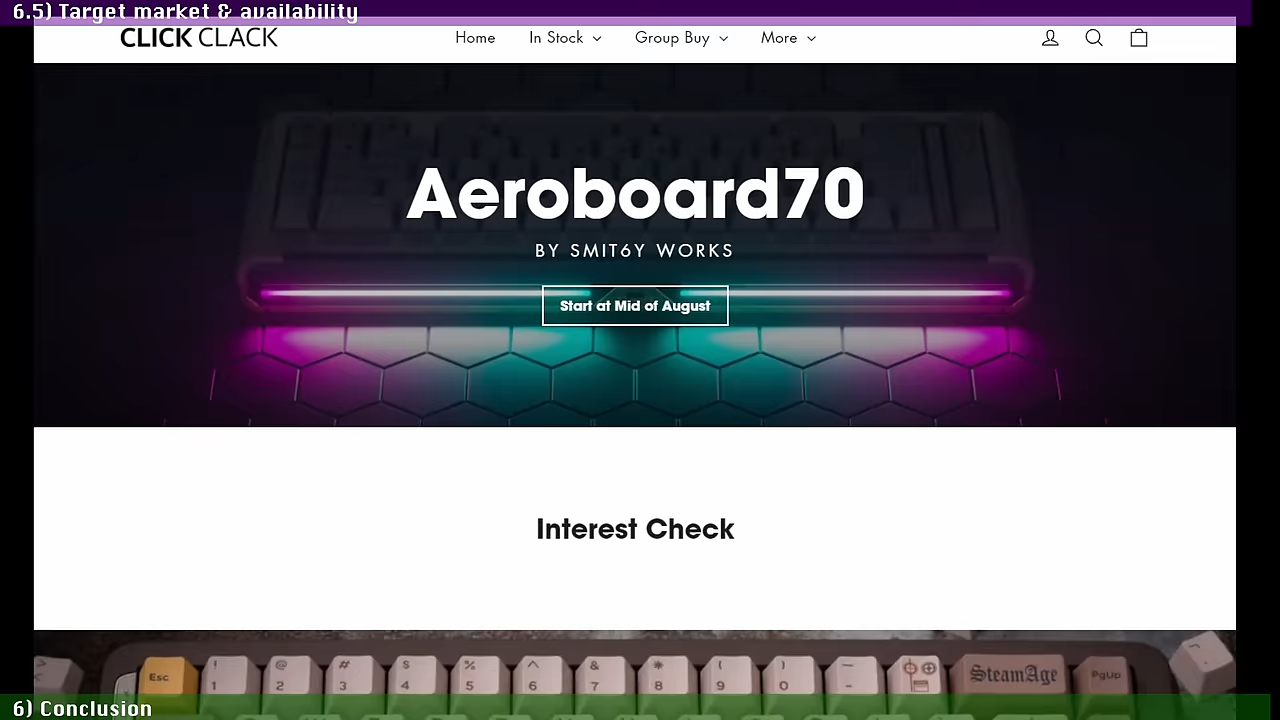 6.5) Target market & availability
CLICK CLACK
Home
In Stock
Group Buy
More
Aeroboard70
BY SMIT6Y WORKS
Start at Mid of August
Interest Check
Esc
! 1
@ 2
# 3
$ 4
% 5
^ 6
& 7
* 8
( 9
) 0
SteamAge
PgUp
6) Conclusion